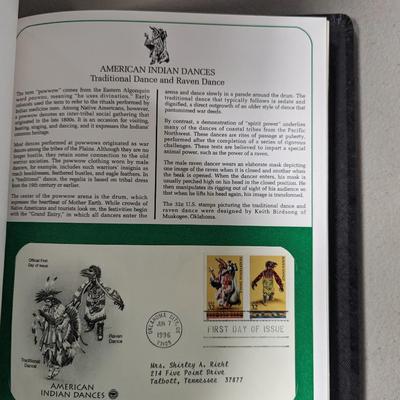 AMERICAN INDIAN DANCES
Traditional Dance and Raven Dance
The term "powwow" comes from the Eastern Algonquin
word pauwau, meaning "he uses divination." Early
colonists used the term to refer to the rituals performed by
Indian medicine men. Among Native Americans, however,
a powwow denotes an inter-tribal social gathering that
originated in the late 1800s. It is an occasion for visiting,
feasting, singing, and dancing, and it expresses the Indians'
heritage.
Most dances performed at powwows originated as war
dances among the tribes of the Plains. Although they are no
longer hostile, they retain some connection to the old
warrior societies. The powwow clothing worn by male
dancers, for example, includes such warriors' insignia as
roach headdresses, feathered bustles, and eagle feathers. In
a "traditional" dance, the regalia is based on tribal dress
from the 19th century or earlier.
The center of the powwow arena is the drum, which
expresses the heartbeat of Mother Earth. While crowds of
Native Americans and tourists look on, the festivities begin
with the "Grand Entry," in which all dancers enter the
arena and dance slowly in a parade around the drum. The
traditional dance that typically follows is sedate and
dignified, a direct outgrowth of an older style of dance that
pantomimed war deeds.
By contrast, a demonstration of "spirit power" underlies
many of the dances of coastal tribes from the Pacific
Northwest. These dances are rites of passage at puberty,
performed after the completion of a series of rigorous
challenges. These tests are believed to impart a special
animal power, such as the power of a raven.
The male raven dancer wears an elaborate mask depicting
one image of the raven when it is closed and another when
the beak is opened. When the dancer enters, his mask is
usually perched high on his head in the closed position. He
then manipulates its rigging out of sight of his audience so
that when he lifts his head again, his image is transformed.
The 32¢ U.S. stamps picturing the traditional dance and
raven dance were designed by Keith Birdsong of
Muskogee, Oklahoma.
Official First
Day of Issue
Raven
Dance
Traditional
Dance
AMERICAN
INDIAN DANCES
OKLAHOMA CITY, OK
JUN 7
1996
73105
FIRST DAY OF ISSUE
Mrs. Shirley A. Riehl
214 Five Point Drive
Talbott, Tennessee 37877